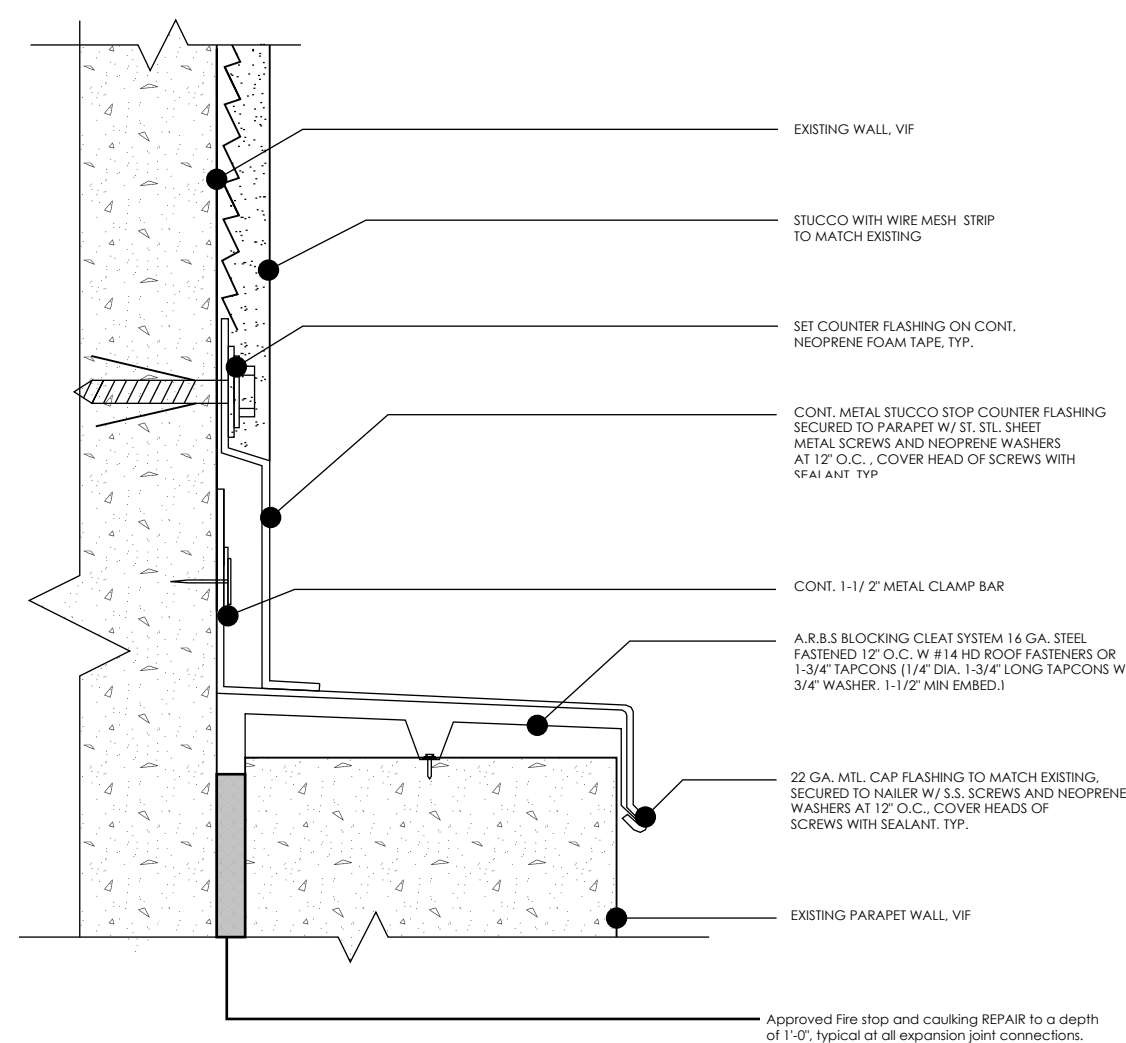 EXISTING WALL, VIF
STUCCO WITH WIRE MESH STRIP
TO MATCH EXISTING
SET COUNTER FLASHING ON CONT.
NEOPRENE FOAM TAPE, TYP.
CONT. METAL STUCCO STOP COUNTER FLASHING
SECURED TO PARAPET W/ ST. STL. SHEET
METAL SCREWS AND NEOPRENE WASHERS
AT 12" O.C. , COVER HEAD OF SCREWS WITH
SEALANT, TYP
CONT. 1-1/ 2" METAL CLAMP BAR
A.R.B.S BLOCKING CLEAT SYSTEM 16 GA. STEEL
FASTENED 12" O.C. W #14 HD ROOF FASTENERS OR
1-3/4" TAPCONS (1/4" DIA. 1-3/4" LONG TAPCONS W
3/4" WASHER, 1-1/2" MIN EMBED.)
22 GA. MTL. CAP FLASHING TO MATCH EXISTING,
SECURED TO NAILER W/ S.S. SCREWS AND NEOPRENE
WASHERS AT 12" O.C., COVER HEADS OF
SCREWS WITH SEALANT, TYP.
EXISTING PARAPET WALL, VIF
Approved Fire stop and caulking REPAIR to a depth
of 1'-0", typical at all expansion joint connections.